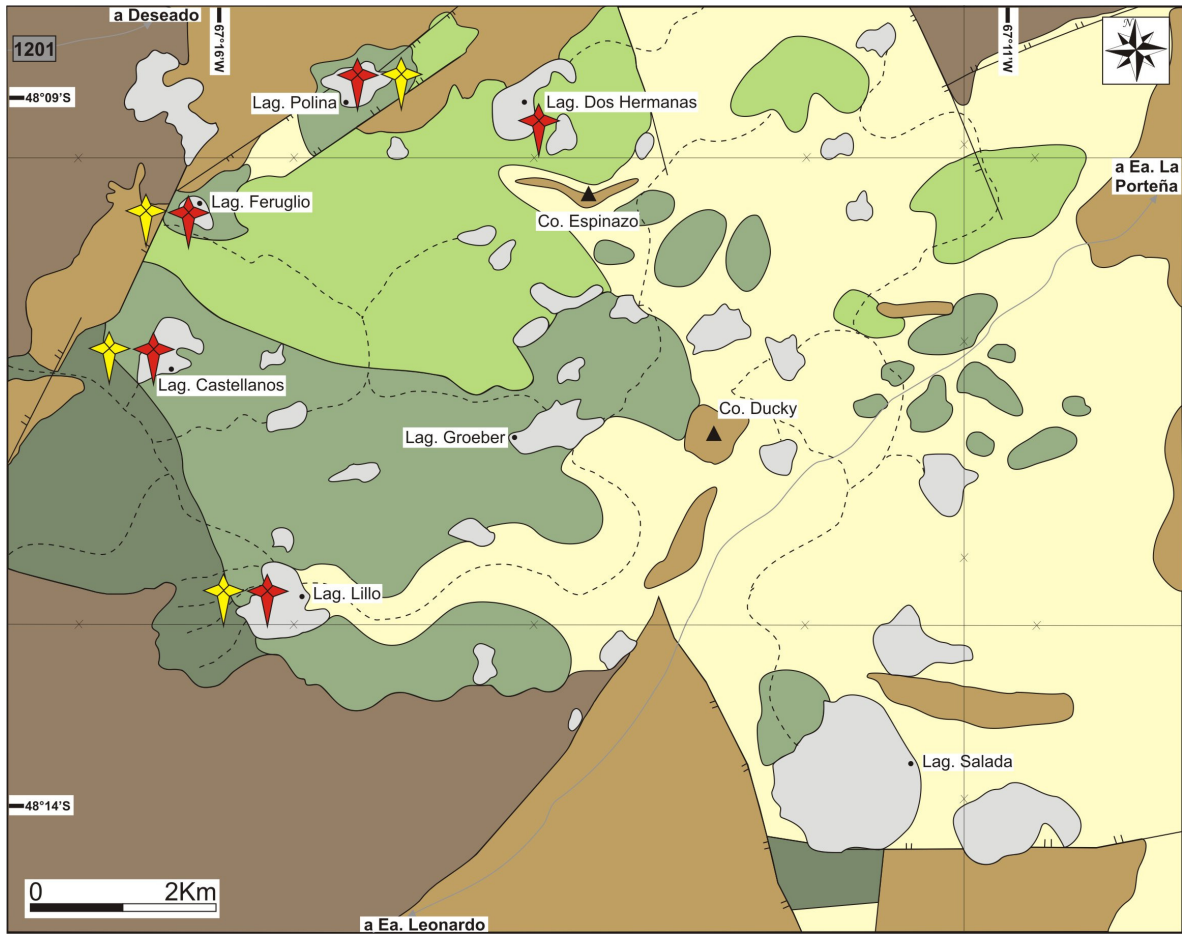 a Deseado
1201
67°16'W
67°11'W
N
48°09'S
Lag. Polina
Lag. Dos Hermanas
a Ea. La
Porteña
Lag. Feruglio
Co. Espinazo
Lag. Castellanos
Co. Ducky
Lag. Groeber
Lag. Lillo
Lag. Salada
48°14'S
0 2Km
a Ea. Leonardo